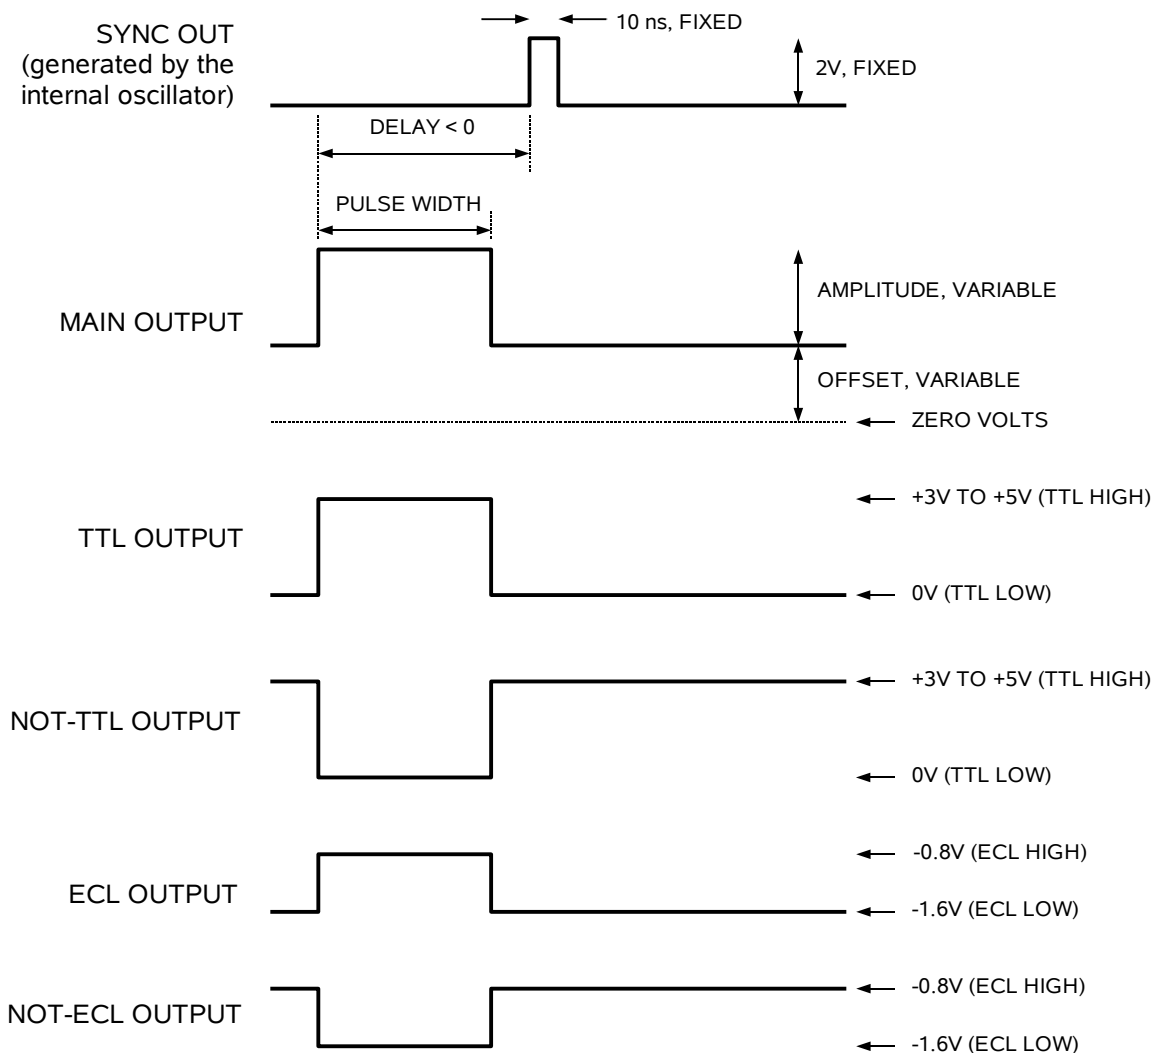 SYNC OUT
(generated by the
internal oscillator)
10 ns, FIXED
2V, FIXED
DELAY < 0
PULSE WIDTH
MAIN OUTPUT
AMPLITUDE, VARIABLE
OFFSET, VARIABLE
ZERO VOLTS
TTL OUTPUT
+3V TO +5V (TTL HIGH)
0V (TTL LOW)
NOT-TTL OUTPUT
+3V TO +5V (TTL HIGH)
0V (TTL LOW)
ECL OUTPUT
-0.8V (ECL HIGH)
-1.6V (ECL LOW)
NOT-ECL OUTPUT
-0.8V (ECL HIGH)
-1.6V (ECL LOW)